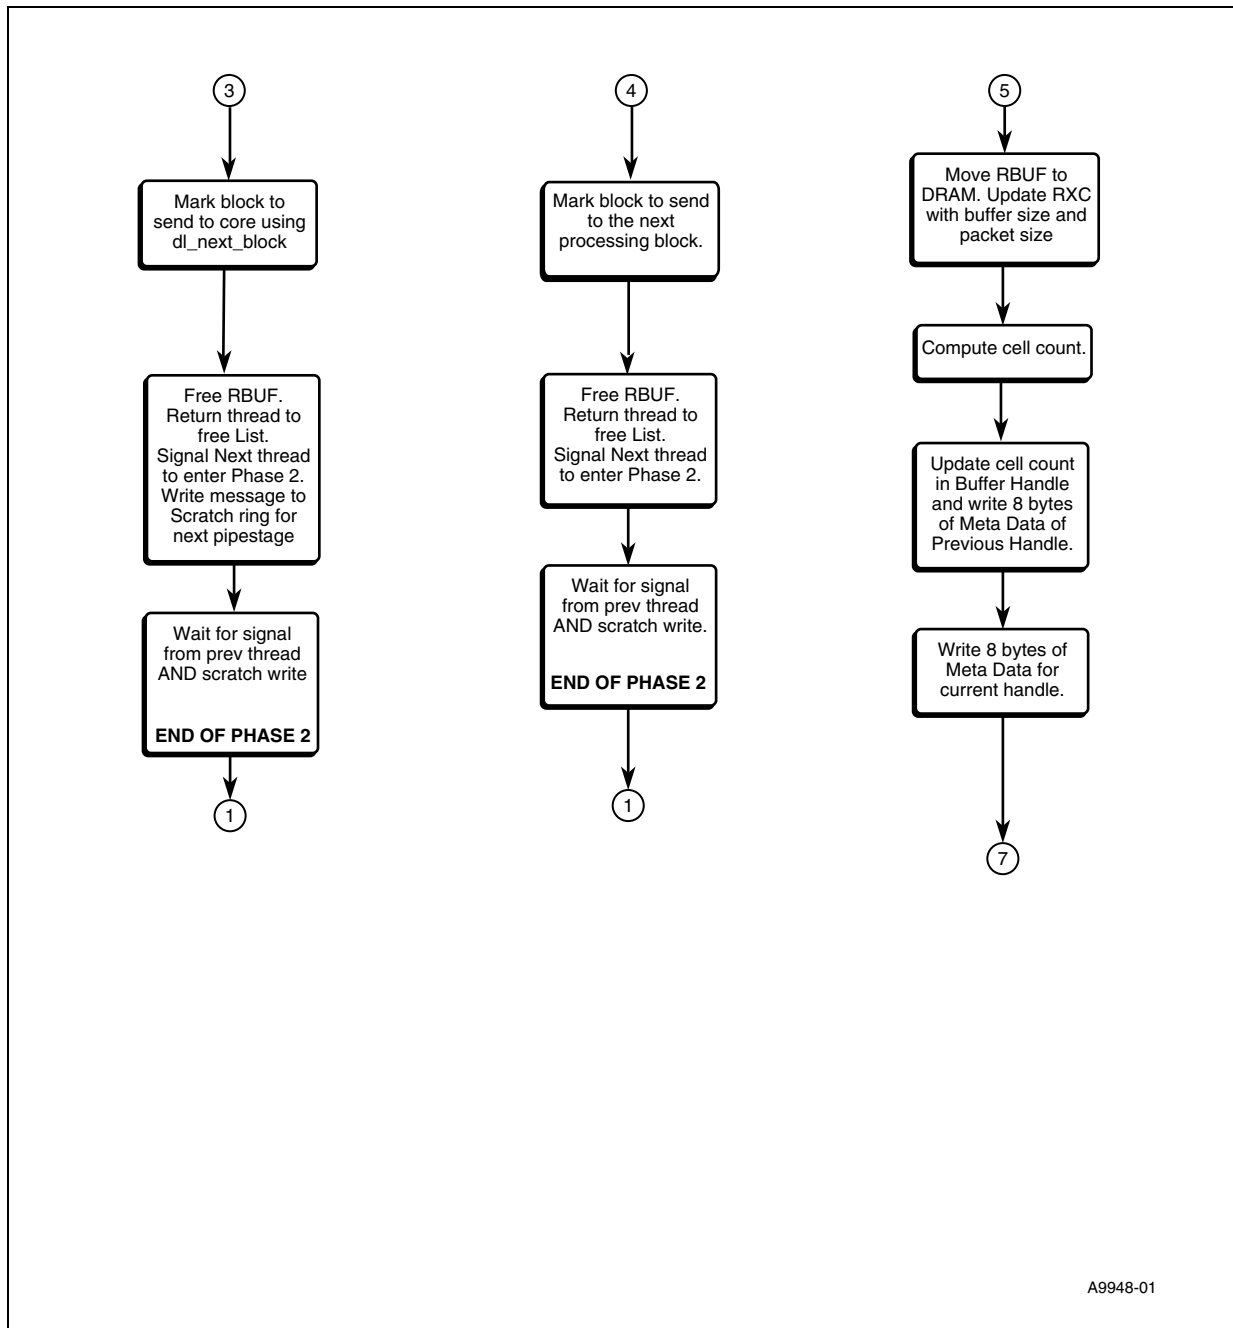 3
Mark block to
send to core using
dl_next_block
Free RBUF.
Return thread to
free List.
Signal Next thread
to enter Phase 2.
Write message to
Scratch ring for
next pipestage
Wait for signal
from prev thread
AND scratch write
END OF PHASE 2
1
4
Mark block to send
to the next
processing block.
Free RBUF.
Return thread to
free List.
Signal Next thread
to enter Phase 2.
Wait for signal
from prev thread
AND scratch write.
END OF PHASE 2
1
5
Move RBUF to
DRAM. Update RXC
with buffer size and
packet size
Compute cell count.
Update cell count
in Buffer Handle
and write 8 bytes
of Meta Data of
Previous Handle.
Write 8 bytes of
Meta Data for
current handle.
7
A9948-01